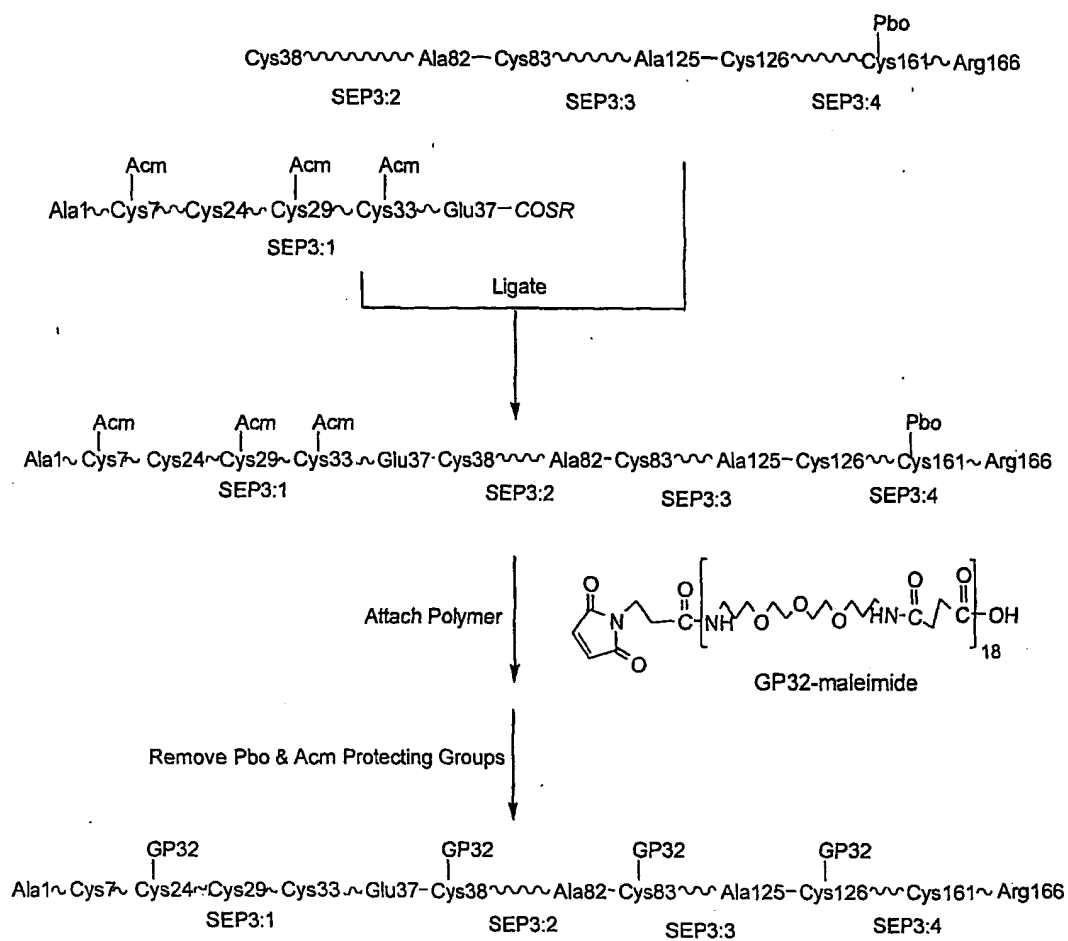 Pbo
Cys38 Ala82-Cys83 Ala125-Cys126 Cys161 Arg166
SEP3:2 SEP3:3 SEP3:4
Acm Acm Acm
Ala1 Cys7 Cys24 Cys29 Cys33 Glu37-COSR
SEP3:1
Ligate
Acm Acm Acm Pbo
Ala1 Cys7 Cys24 Cys29 Cys33 Glu37-Cys38 Ala82-Cys83 Ala125-Cys126 Cys161 Arg166
SEP3:1 SEP3:2 SEP3:3 SEP3:4
Attach Polymer
O N O O C NH O O O HN C O C O OH 18
GP32-maleimide
Remove Pbo & Acm Protecting Groups
GP32 GP32 GP32 GP32
Ala1 Cys7 Cys24 Cys29 Cys33 Glu37-Cys38 Ala82-Cys83 Ala125-Cys126 Cys161 Arg166
SEP3:1 SEP3:2 SEP3:3 SEP3:4